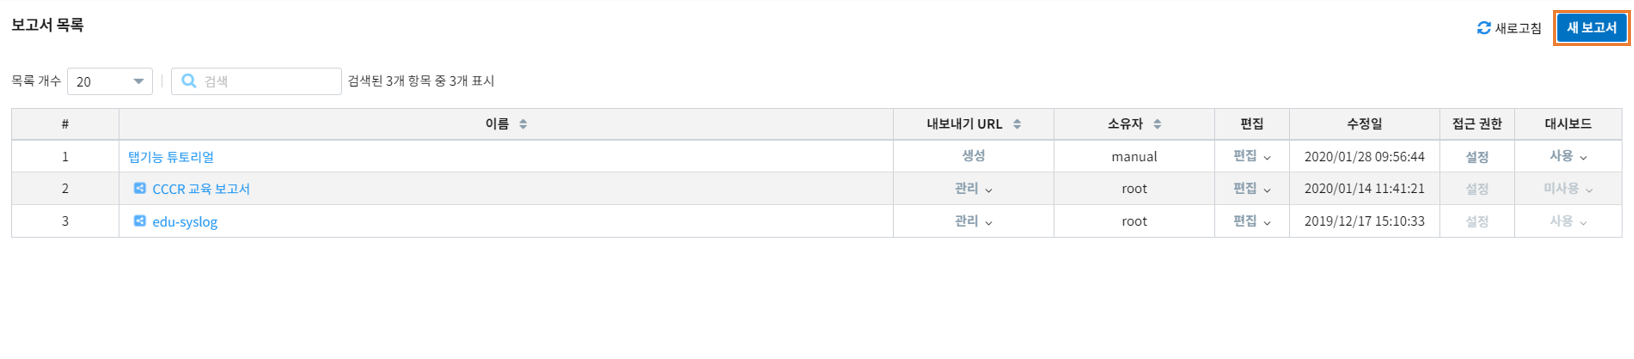 보고서 목록
새로고침 새 보고서
목록 개수 20 검색 검색된 3개 항목 중 3개 표시
# 이름 내보내기 URL 소유자 편집 수정일 접근 권한 대시보드
1 탭기능 튜토리얼 생성 manual 편집 2020/01/28 09:56:44 설정 사용
2 CCCR 교육 보고서 관리 root 편집 2020/01/14 11:41:21 설정 미사용
3 edu-syslog 관리 root 편집 2019/12/17 15:10:33 설정 사용